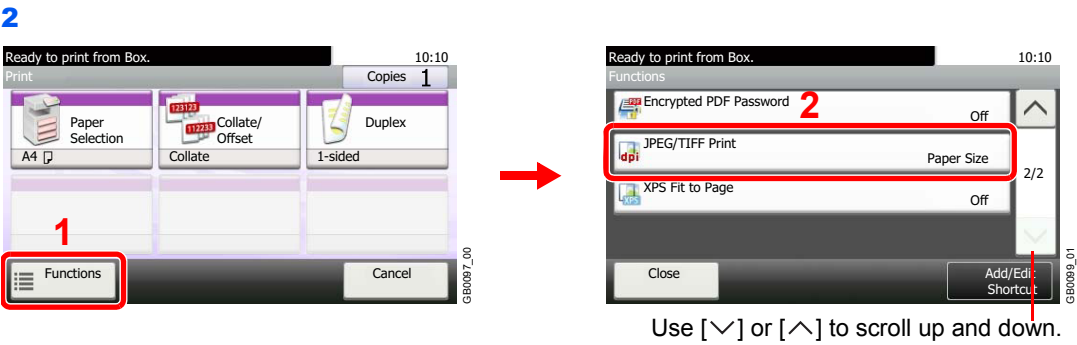 2
Ready to print from Box.
10:10
Print
Copies 1
Paper
Selection
A4
123123
112233
Collate/
Offset
Collate
Duplex
1-sided
1
Functions
Cancel
GB0097_00
Ready to print from Box.
10:10
Functions
PDF
Encrypted PDF Password
2
Off
dpi
JPEG/TIFF Print
Paper Size
2/2
XPS
XPS Fit to Page
Off
Close
Add/Edit
Shortcut
GB0099_01
Use [∨] or [∧] to scroll up and down.